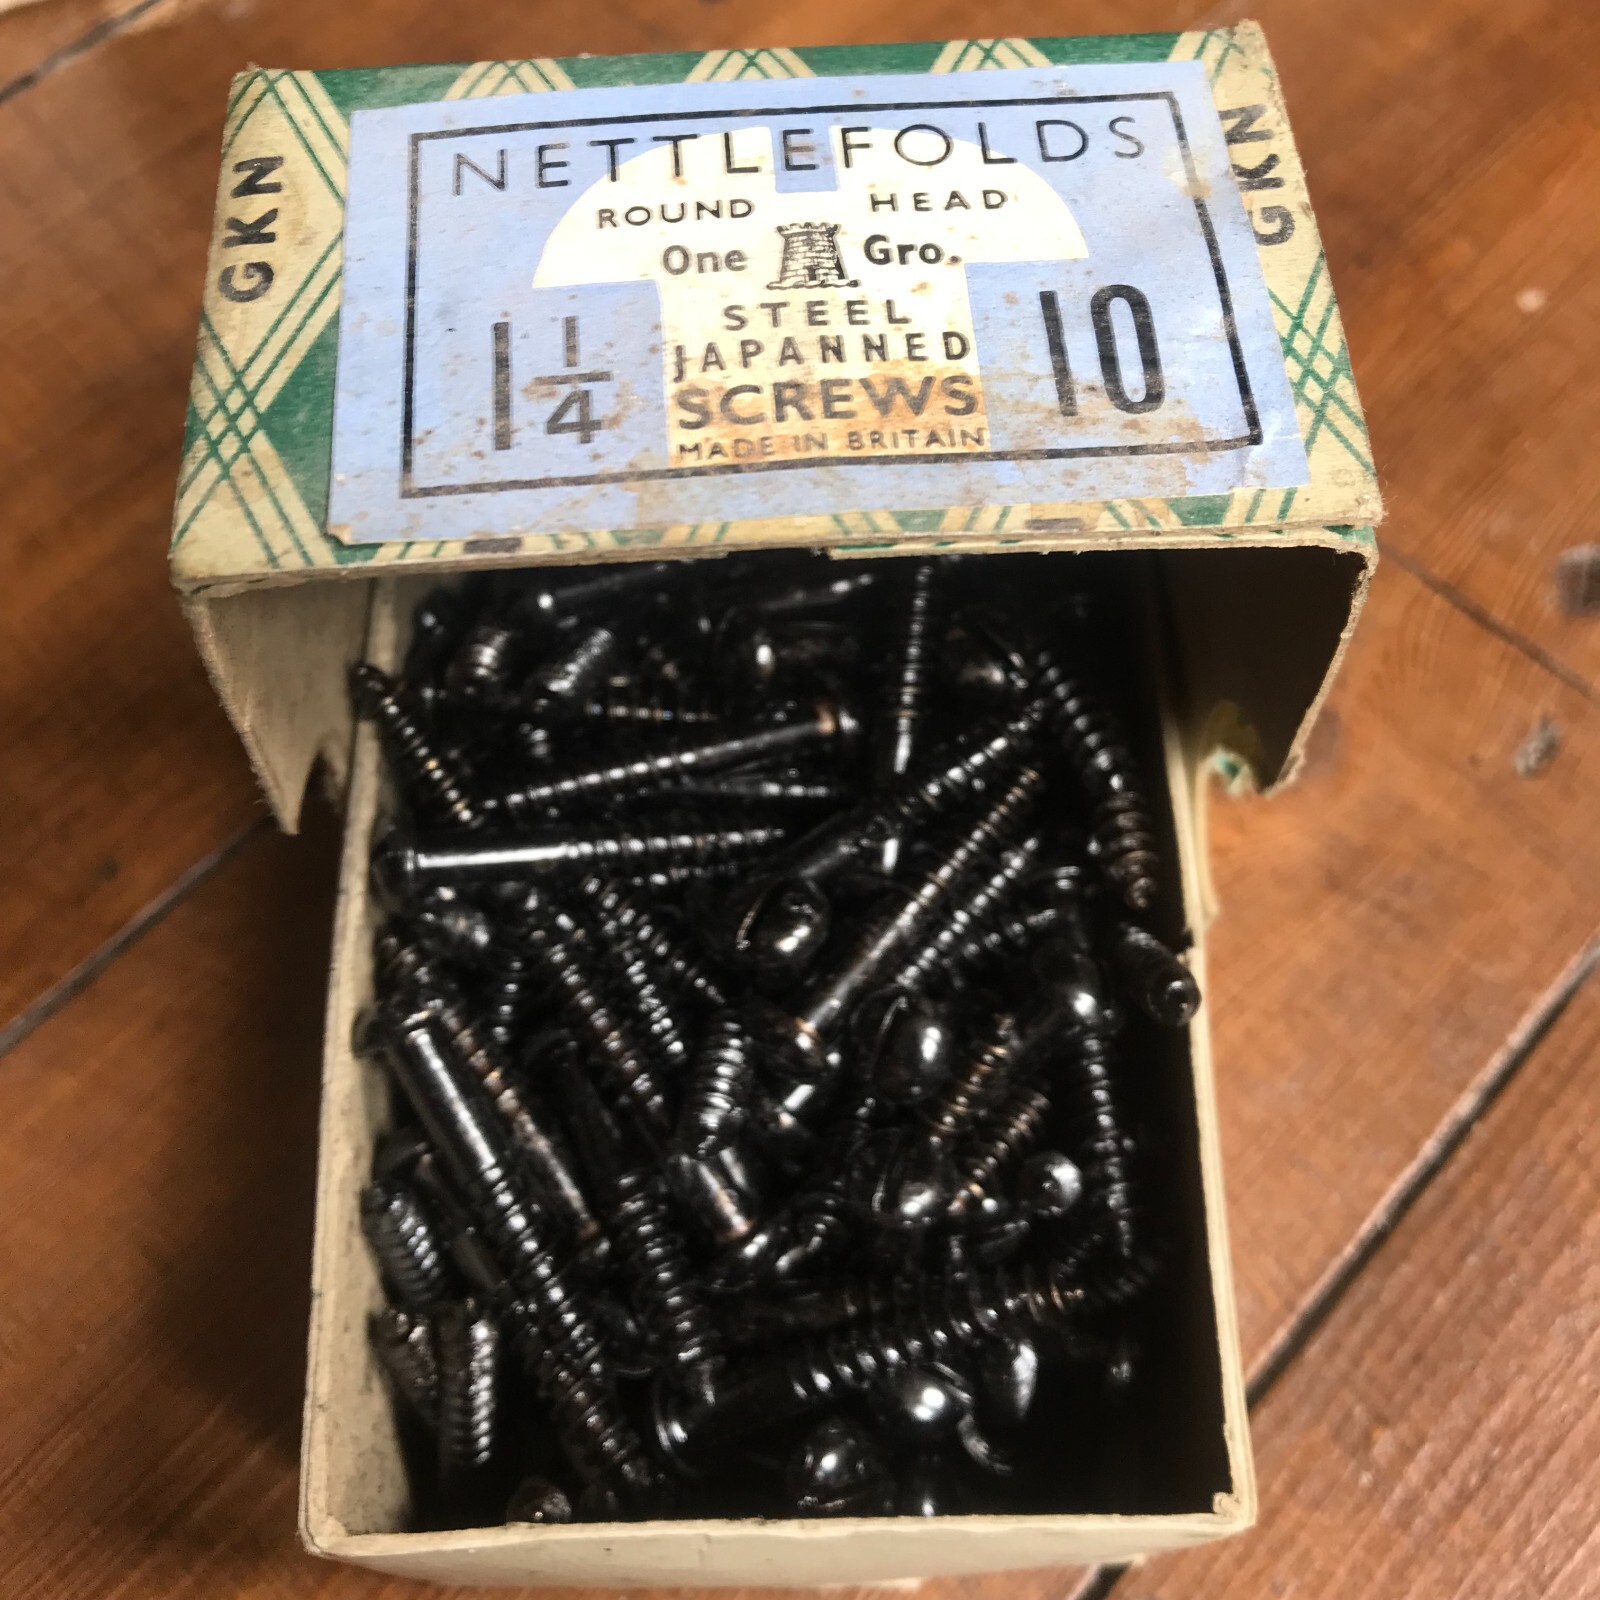 GKN
NETTLEFOLDS
ROUND HEAD
One Gro.
1 1/4
STEEL
JAPANNED
SCREWS
MADE IN BRITAIN
10
GKN